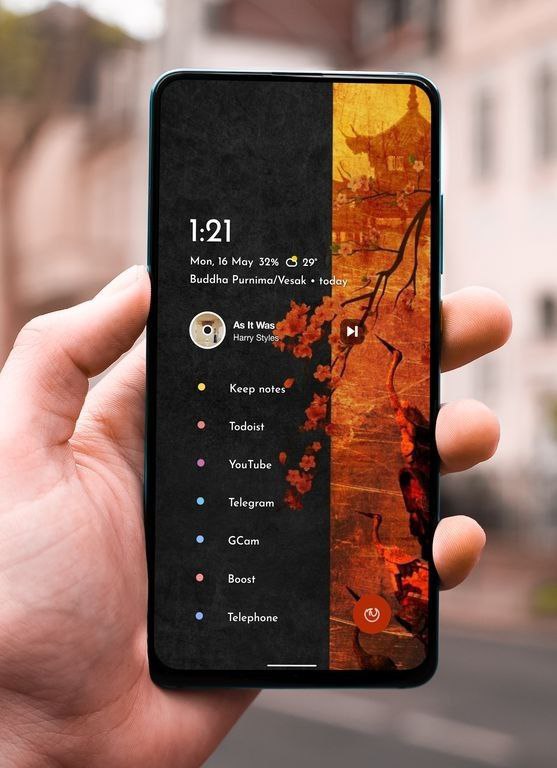 1:21
Mon, 16 May 32% 29°
Buddha Purnima/Vesak • today
As It Was
Harry Styles
Keep notes
Todoist
YouTube
Telegram
GCam
Boost
Telephone